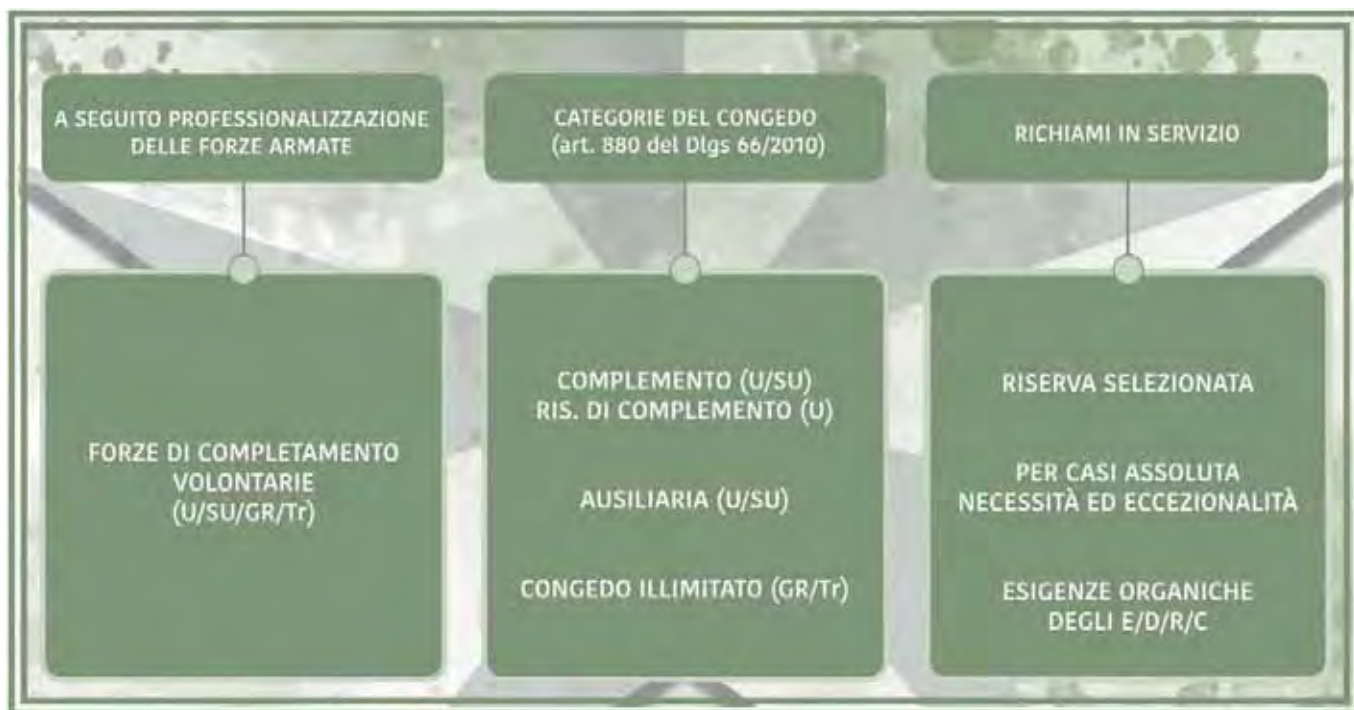 A SEGUITO PROFESSIONALIZZAZIONE
DELLE FORZE ARMATE
FORZE DI COMPLETAMENTO
VOLONTARIE
(U/SU/GR/Tr)
CATEGORIE DEL CONGEDO
(art. 880 del Dlgs 66/2010)
COMPLEMENTO (U/SU)
RIS. DI COMPLEMENTO (U)
AUSILIARIA (U/SU)
CONGEDO ILLIMITATO (GR/Tr)
RICHIAMI IN SERVIZIO
RISERVA SELEZIONATA
PER CASI ASSOLUTA
NECESSITÀ ED ECCEZIONALITÀ
ESIGENZE ORGANICHE
DEGLI E/D/R/C